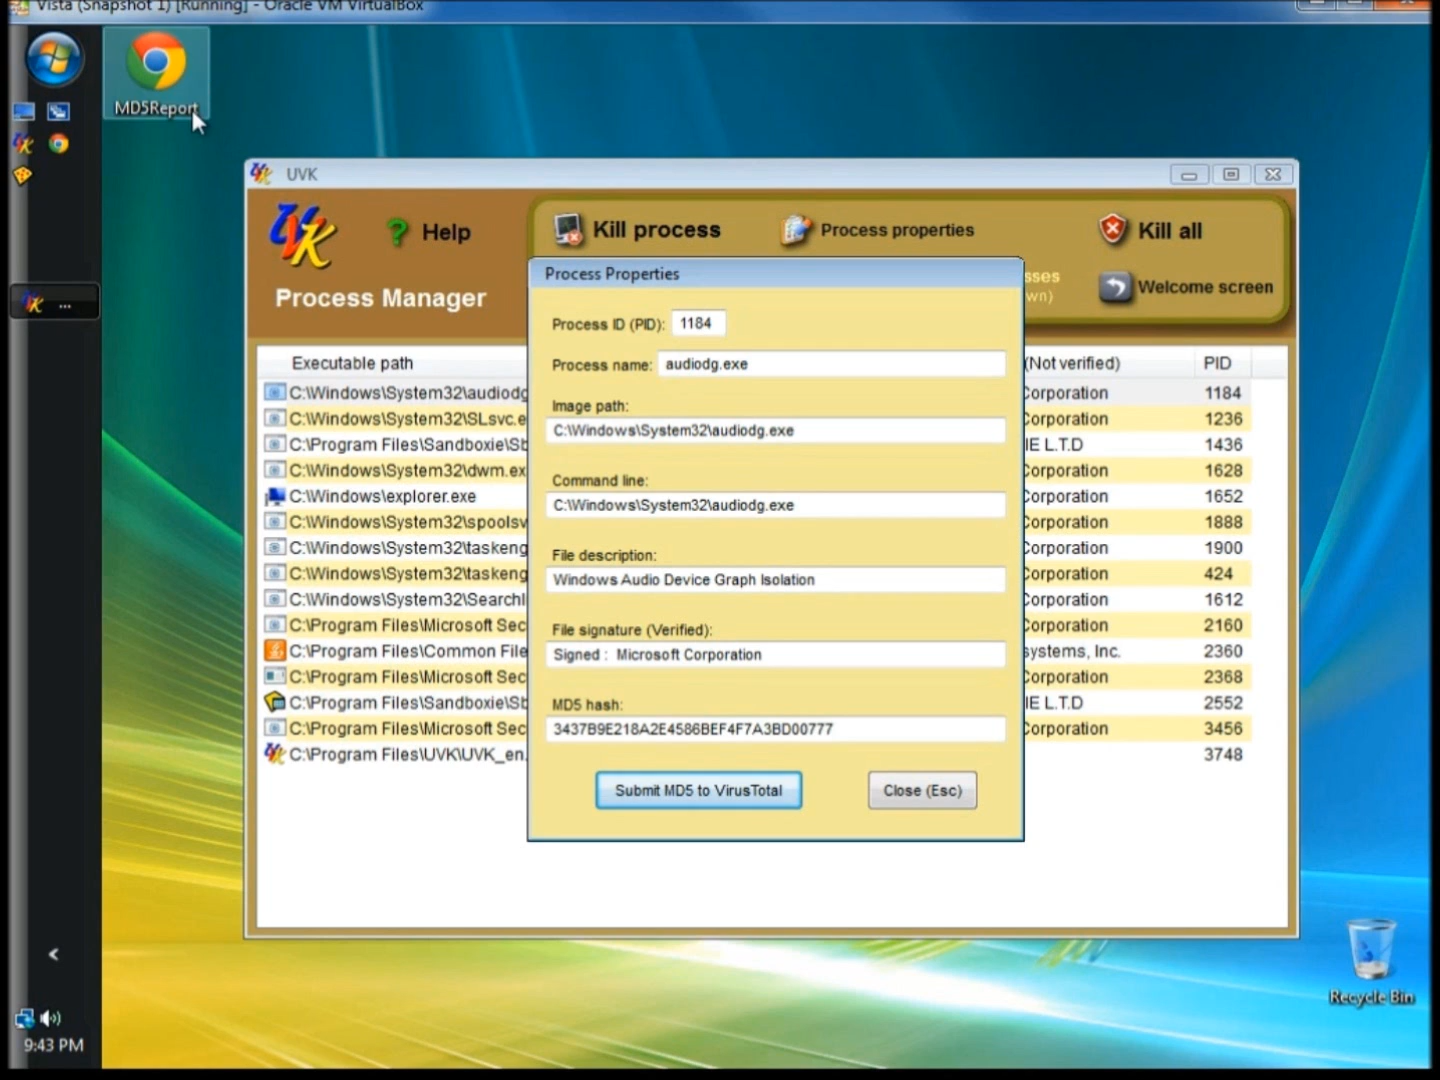 Vista (Snapshot 1) [Running] - Oracle VM VirtualBox
MD5Report
UVK
Help
Kill process
Process properties
Kill all
Process Manager
sses
wn)
Welcome screen
Process Properties
Process ID (PID): 1184
Process name: audiodg.exe
Image path:
C:\Windows\System32\audiodg.exe
Command line:
C:\Windows\System32\audiodg.exe
File description:
Windows Audio Device Graph Isolation
File signature (Verified):
Signed : Microsoft Corporation
MD5 hash:
3437B9E218A2E4586BEF4F7A3BD00777
Submit MD5 to VirusTotal
Close (Esc)
Executable path (Not verified) PID
C:\Windows\System32\audiodg Corporation 1184
C:\Windows\System32\SLsvc.e Corporation 1236
C:\Program Files\Sandboxie\Sb IE L.T.D 1436
C:\Windows\System32\dwm.ex Corporation 1628
C:\Windows\explorer.exe Corporation 1652
C:\Windows\System32\spoolsv Corporation 1888
C:\Windows\System32\taskeng Corporation 1900
C:\Windows\System32\taskeng Corporation 424
C:\Windows\System32\SearchI Corporation 1612
C:\Program Files\Microsoft Sec Corporation 2160
C:\Program Files\Common File systems, Inc. 2360
C:\Program Files\Microsoft Sec Corporation 2368
C:\Program Files\Sandboxie\Sb IE L.T.D 2552
C:\Program Files\Microsoft Sec Corporation 3456
C:\Program Files\UVK\UVK_en. 3748
...
Recycle Bin
9:43 PM